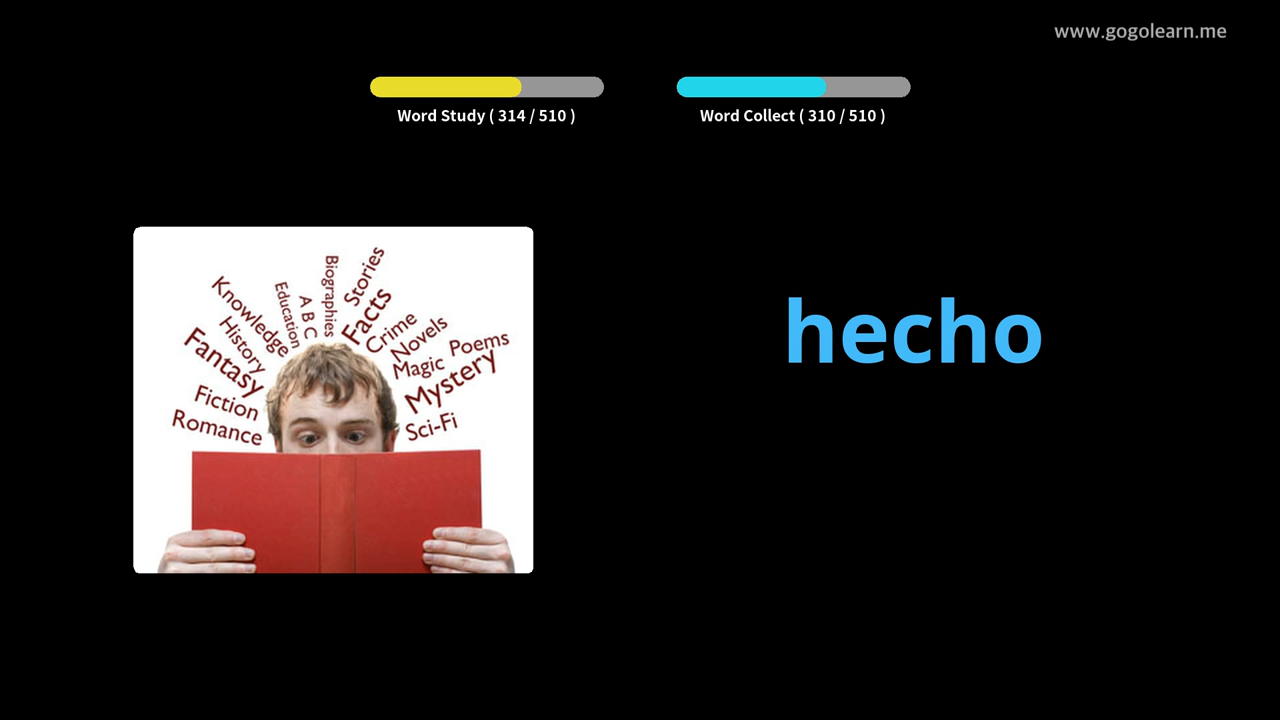 www.gogolearn.me
Word Study ( 314 / 510 )
Word Collect ( 310 / 510 )
Knowledge
History
Fantasy
Fiction
Romance
Education
A B C
Biographies
Stories
Facts
Crime
Novels
Magic
Poems
Mystery
Sci-Fi
hecho